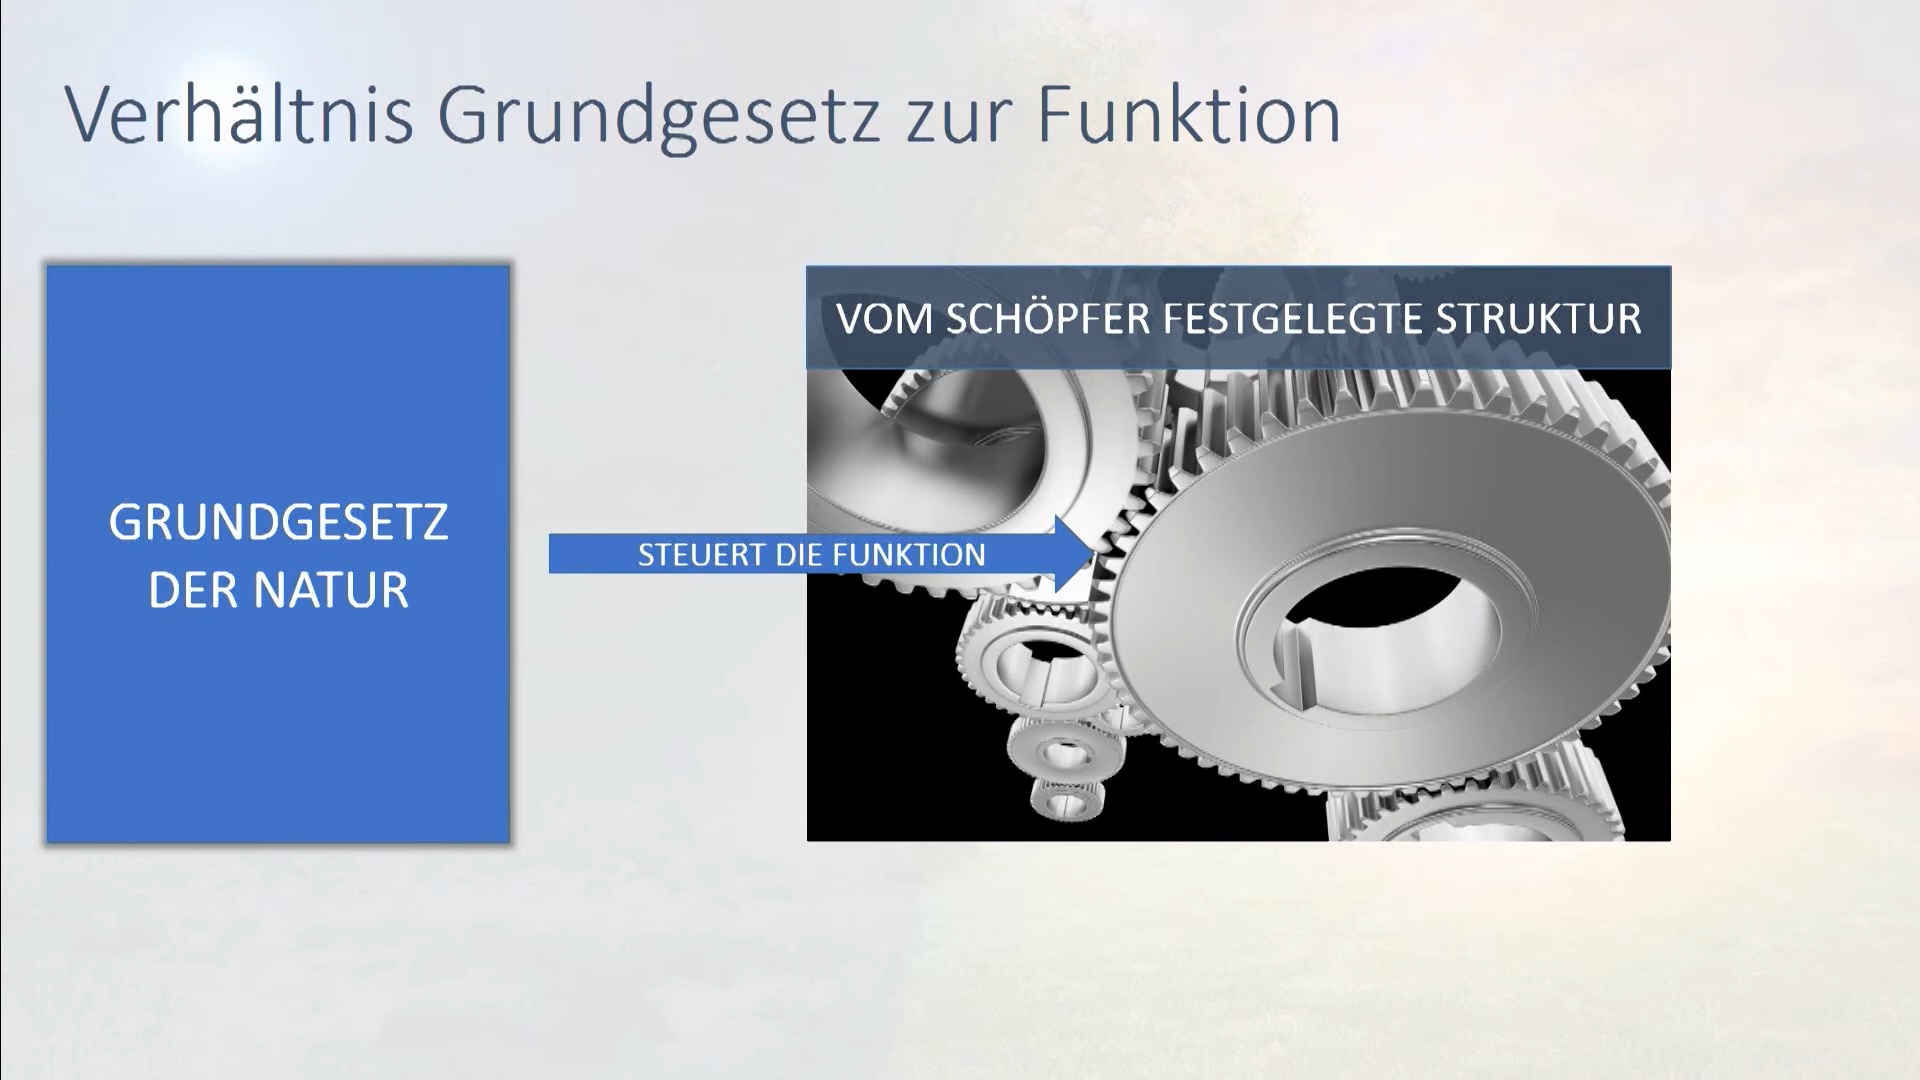 Verhältnis Grundgesetz zur Funktion
GRUNDGESETZ
DER NATUR
STEUERT DIE FUNKTION
VOM SCHÖPFER FESTGELEGTE STRUKTUR